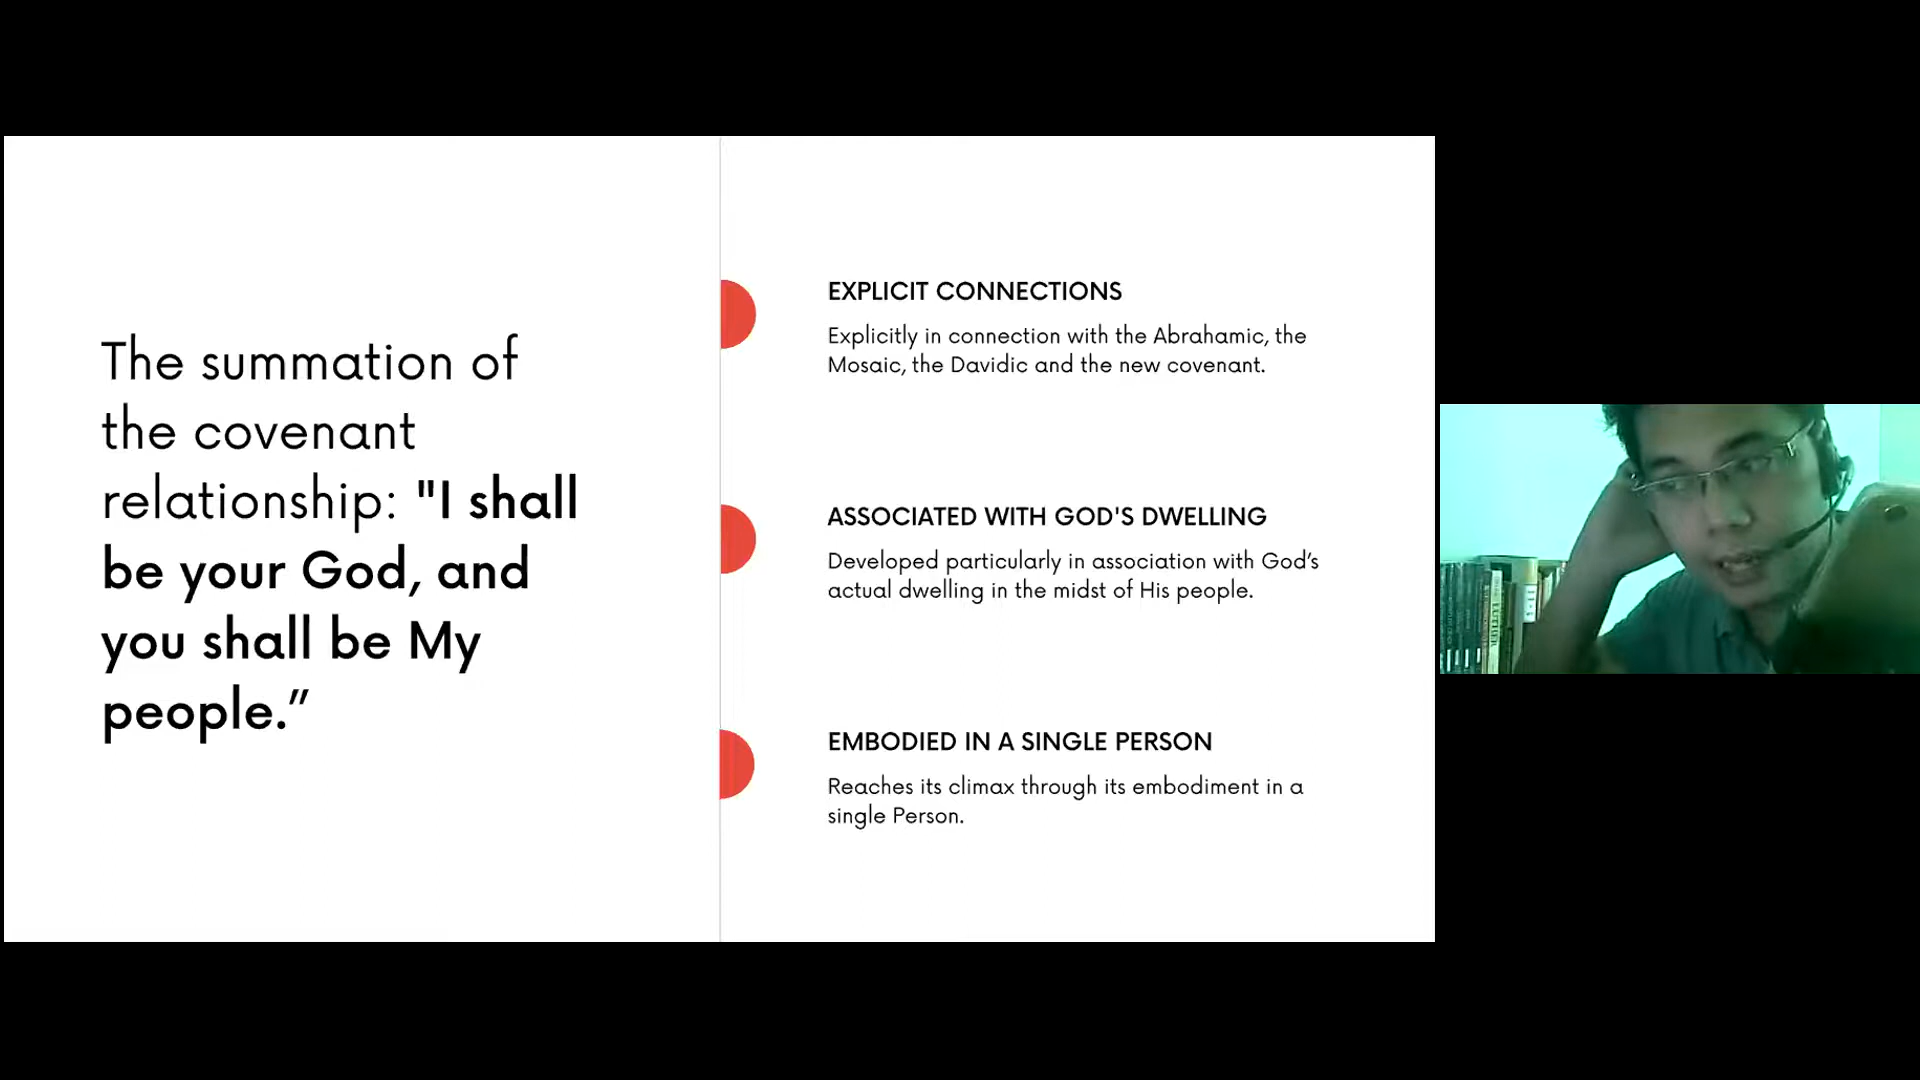 The summation of
the covenant
relationship: "I shall
be your God, and
you shall be My
people.”
EXPLICIT CONNECTIONS
Explicitly in connection with the Abrahamic, the
Mosaic, the Davidic and the new covenant.
ASSOCIATED WITH GOD'S DWELLING
Developed particularly in association with God’s
actual dwelling in the midst of His people.
EMBODIED IN A SINGLE PERSON
Reaches its climax through its embodiment in a
single Person.